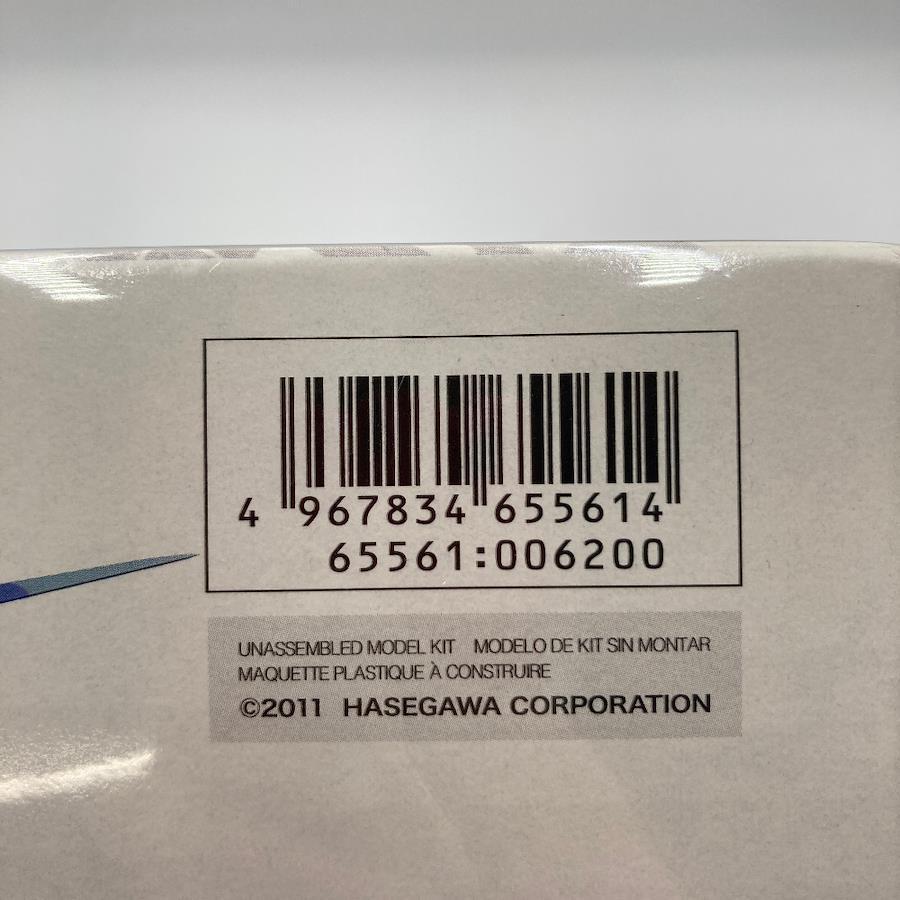 4 967834 655614
65561:006200
UNASSEMBLED MODEL KIT MODELO DE KIT SIN MONTAR
MAQUETTE PLASTIQUE À CONSTRUIRE
©2011 HASEGAWA CORPORATION